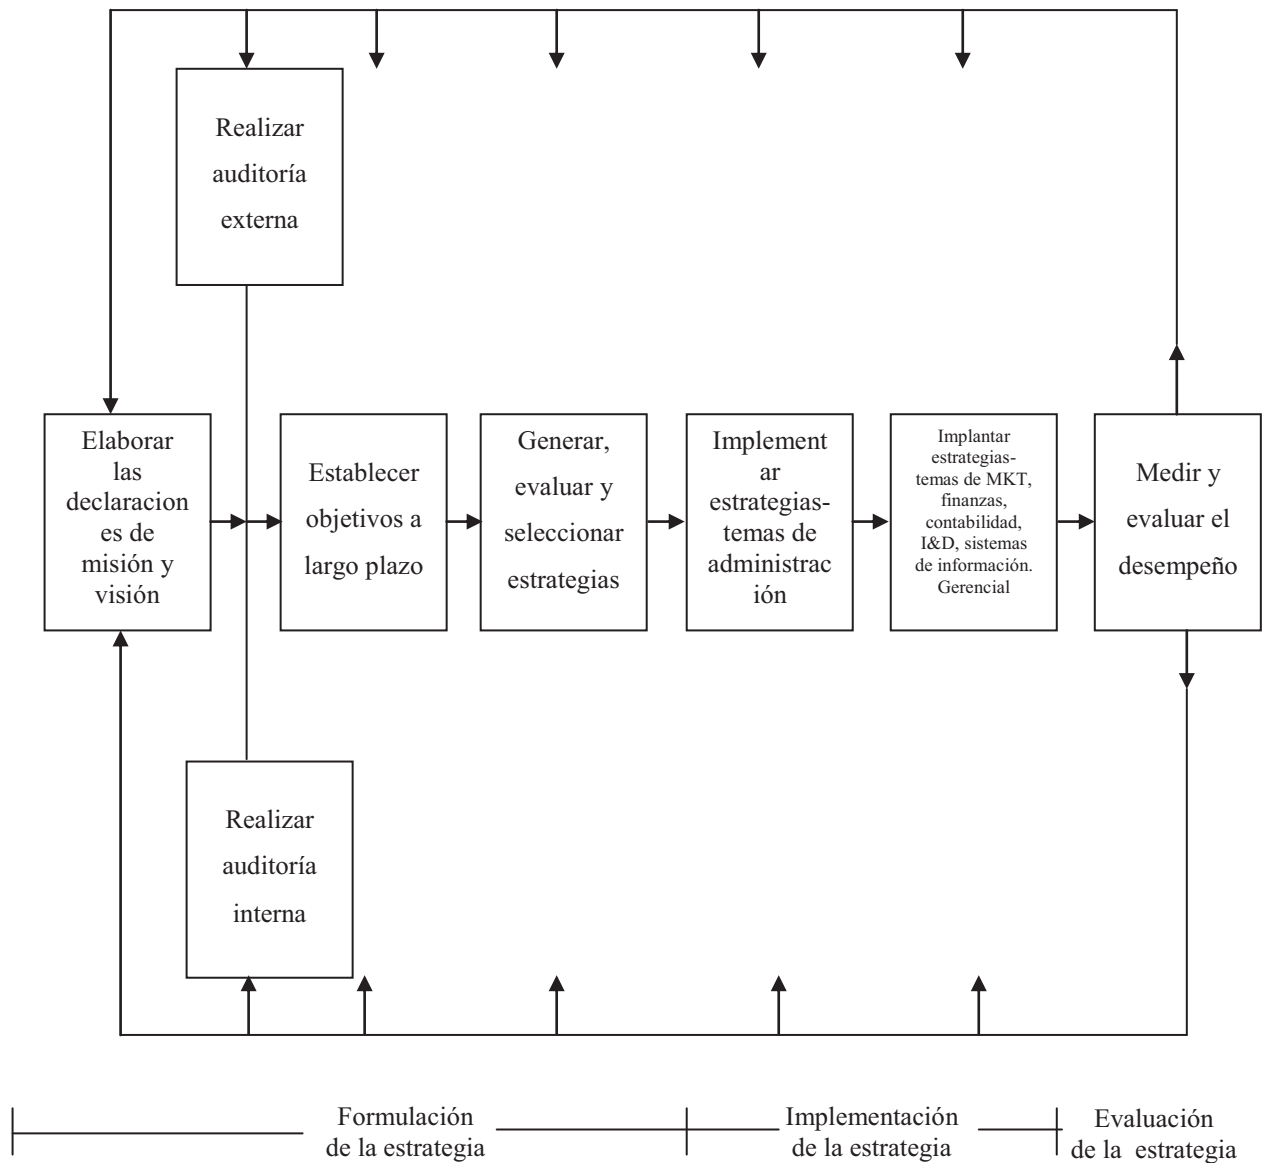 Realizar
auditoría
externa
Elaborar
las
declaracion
es de
misión y
visión
Establecer
objetivos a
largo plazo
Generar,
evaluar y
seleccionar
estrategias
Implement
ar
estrategias-
temas de
administrac
ión
Implantar
estrategias-
temas de MKT,
finanzas,
contabilidad,
I&D, sistemas
de información.
Gerencial
Medir y
evaluar el
desempeño
Realizar
auditoría
interna
Formulación
de la estrategia
Implementación
de la estrategia
Evaluación
de la estrategia